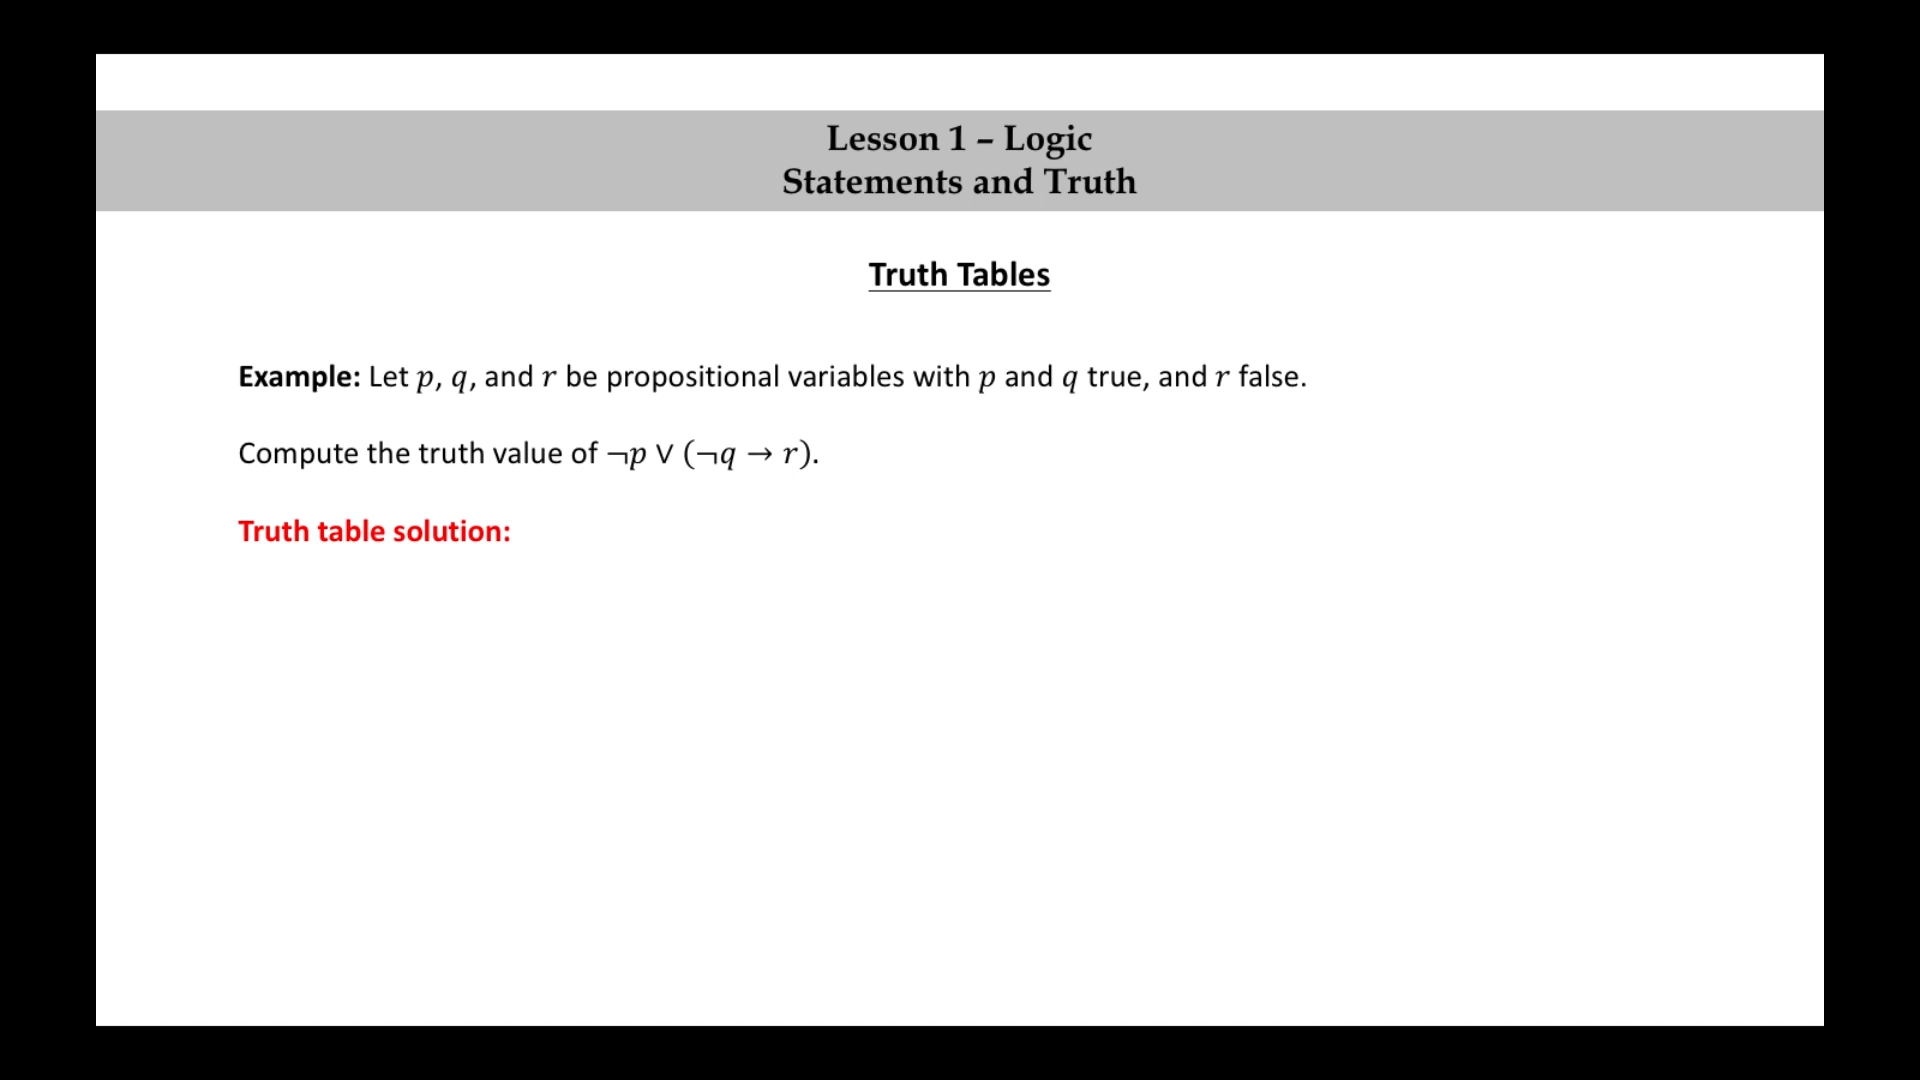 Lesson 1 – Logic
Statements and Truth
Truth Tables
Example: Let 𝑝, 𝑞, and 𝑟 be propositional variables with 𝑝 and 𝑞 true, and 𝑟 false.
Compute the truth value of ¬𝑝 ∨ (¬𝑞 → 𝑟).
Truth table solution: